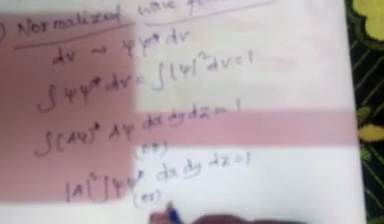 ) Normalized wave
dv → ψψ* dv
∫ψψ* dv = ∫|ψ|² dv = 1
∫(Aψ)* Aψ dx dy dz = 1
(or)
|A|² ∫ψψ* dx dy dz = 1
(or)